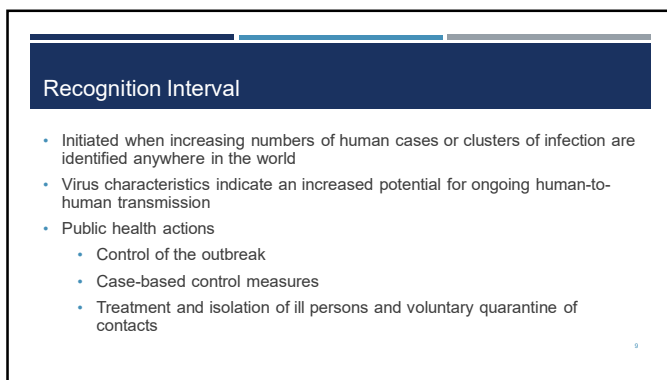 Recognition Interval
• Initiated when increasing numbers of human cases or clusters of infection are
identified anywhere in the world
• Virus characteristics indicate an increased potential for ongoing human-to-
human transmission
• Public health actions
• Control of the outbreak
• Case-based control measures
• Treatment and isolation of ill persons and voluntary quarantine of
contacts
9